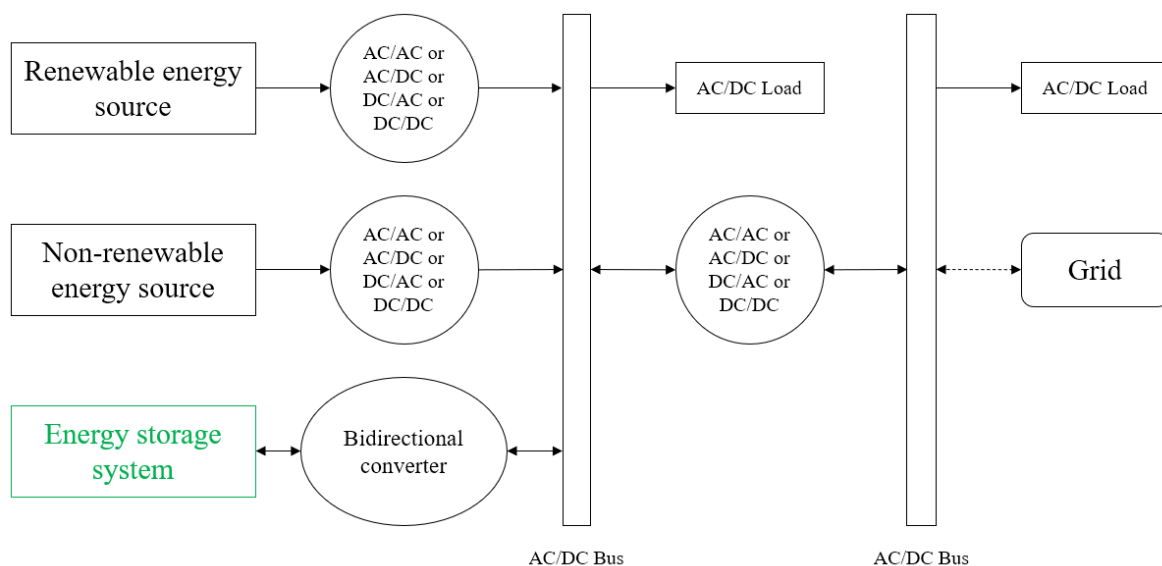 Renewable energy
source
AC/AC or
AC/DC or
DC/AC or
DC/DC
AC/DC Load
AC/DC Load
Non-renewable
energy source
AC/AC or
AC/DC or
DC/AC or
DC/DC
AC/AC or
AC/DC or
DC/AC or
DC/DC
Grid
Energy storage
system
Bidirectional
converter
AC/DC Bus
AC/DC Bus